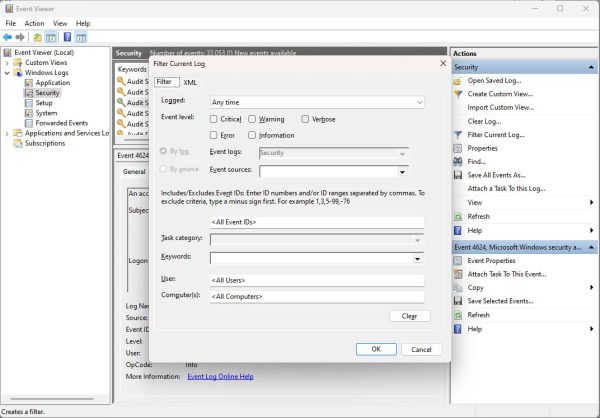 Event Viewer
File Action View Help
Event Viewer (Local)
Custom Views
Windows Logs
Application
Security
Setup
System
Forwarded Events
Applications and Services Lo
Subscriptions
Security Number of events: 33 053 (!) New events available
Keywords
Audit S
Audit S
Audit S
Audit S
Audit S
Event 4624
General
An acco
Subje
Logon
Log Na
Source:
Event ID
Level:
User:
OpCode: Info
More Information: Event Log Online Help
Filter Current Log
Filter XML
Logged: Any time
Event level: Critical Warning Verbose
Error Information
By log Event logs: Security
By source Event sources:
Includes/Excludes Event IDs: Enter ID numbers and/or ID ranges separated by commas. To
exclude criteria, type a minus sign first. For example 1,3,5-99,-76
<All Event IDs>
Task category:
Keywords:
User: <All Users>
Computer(s): <All Computers>
Clear
OK Cancel
Actions
Security
Open Saved Log...
Create Custom View...
Import Custom View...
Clear Log...
Filter Current Log...
Properties
Find...
Save All Events As...
Attach a Task To this Log...
View
Refresh
Help
Event 4624, Microsoft Windows security a...
Event Properties
Attach Task To This Event...
Copy
Save Selected Events...
Refresh
Help
Creates a filter.